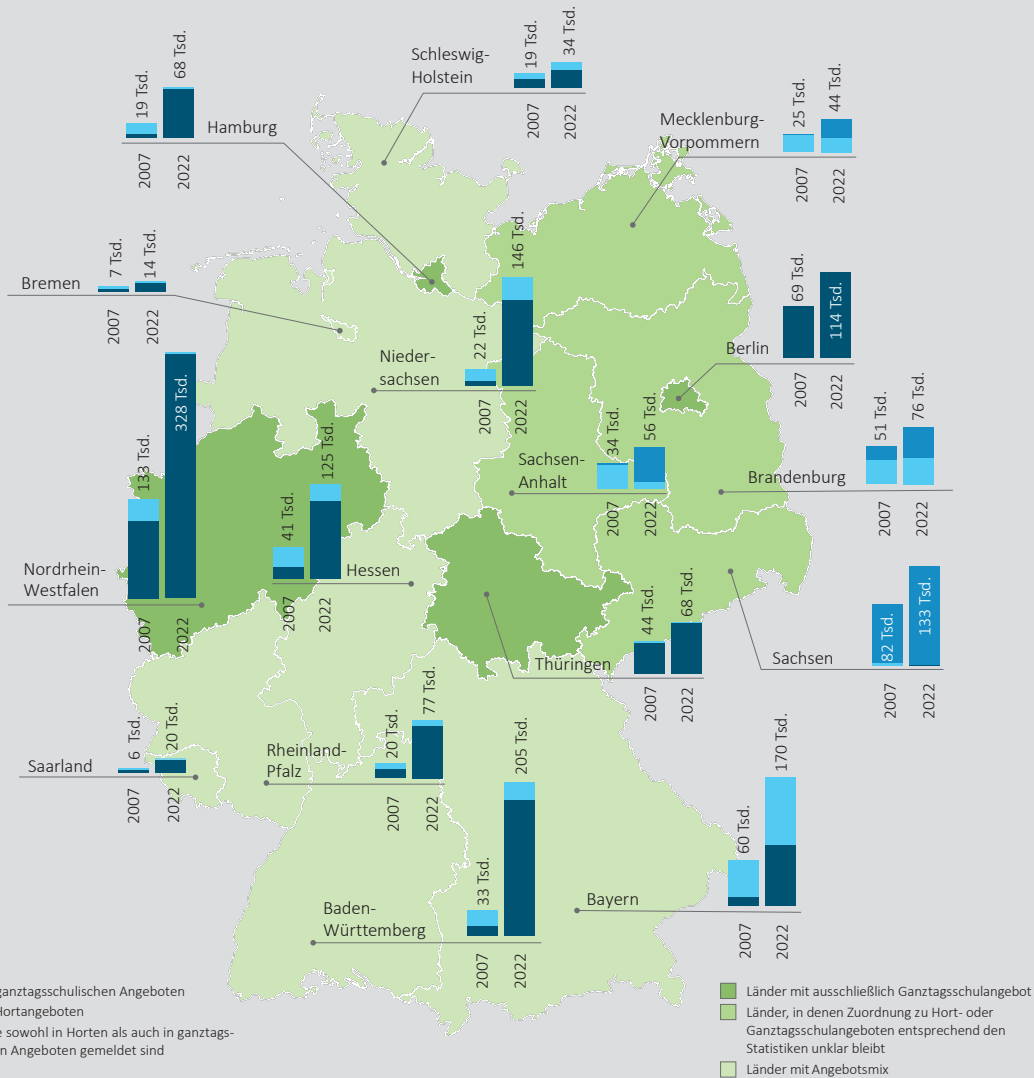 Schleswig-
Holstein
19 Tsd.
34 Tsd.
2007
2022
Hamburg
19 Tsd.
68 Tsd.
2007
2022
Mecklenburg-
Vorpommern
25 Tsd.
44 Tsd.
2007
2022
Bremen
7 Tsd.
14 Tsd.
2007
2022
Nieder-
sachsen
22 Tsd.
146 Tsd.
2007
2022
Berlin
69 Tsd.
114 Tsd.
2007
2022
Sachsen-
Anhalt
34 Tsd.
56 Tsd.
2007
2022
Brandenburg
51 Tsd.
76 Tsd.
2007
2022
Nordrhein-
Westfalen
133 Tsd.
328 Tsd.
2007
2022
Hessen
41 Tsd.
125 Tsd.
2007
2022
Thüringen
44 Tsd.
68 Tsd.
2007
2022
Sachsen
82 Tsd.
133 Tsd.
2007
2022
Saarland
6 Tsd.
20 Tsd.
2007
2022
Rheinland-
Pfalz
20 Tsd.
77 Tsd.
2007
2022
Baden-
Württemberg
33 Tsd.
205 Tsd.
2007
2022
Bayern
60 Tsd.
170 Tsd.
2007
2022
ganztagsschulischen Angeboten
Hortangeboten
sowohl in Horten als auch in ganztags-
Angeboten gemeldet sind
Länder mit ausschließlich Ganztagsschulangebot
Länder, in denen Zuordnung zu Hort- oder
Ganztagsschulangeboten entsprechend den
Statistiken unklar bleibt
Länder mit Angebotsmix